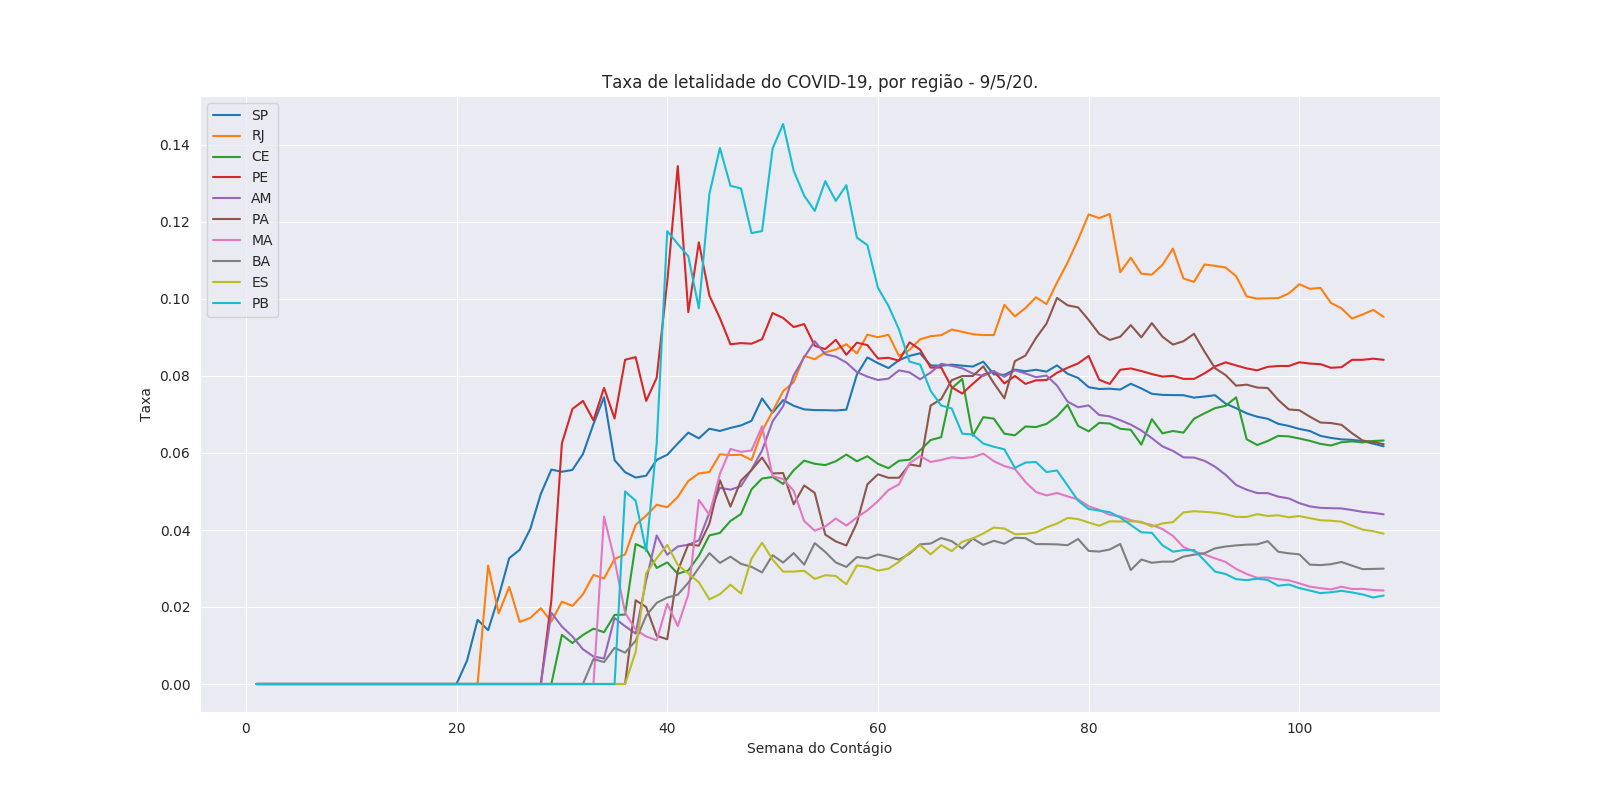 Taxa de letalidade do COVID-19, por região - 9/5/20.
SP
RJ
CE
PE
AM
PA
MA
BA
ES
PB
0.14
0.12
0.10
0.08
0.06
0.04
0.02
0.00
Taxa
0 20 40 60 80 100
Semana do Contágio